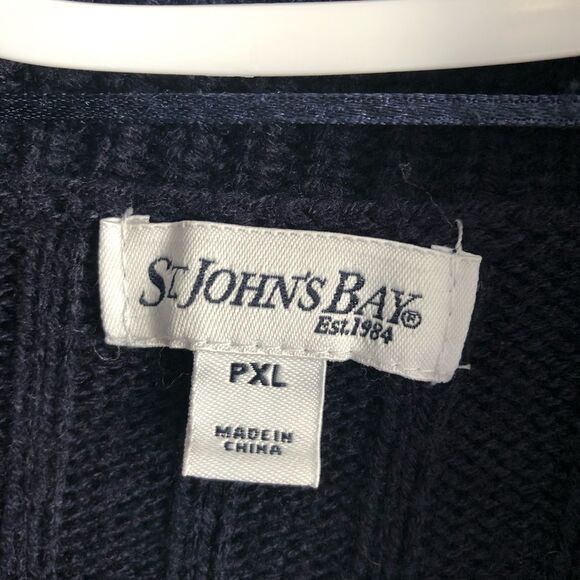 ST. JOHN'S BAY®
Est.1984
PXL
MADE IN
CHINA